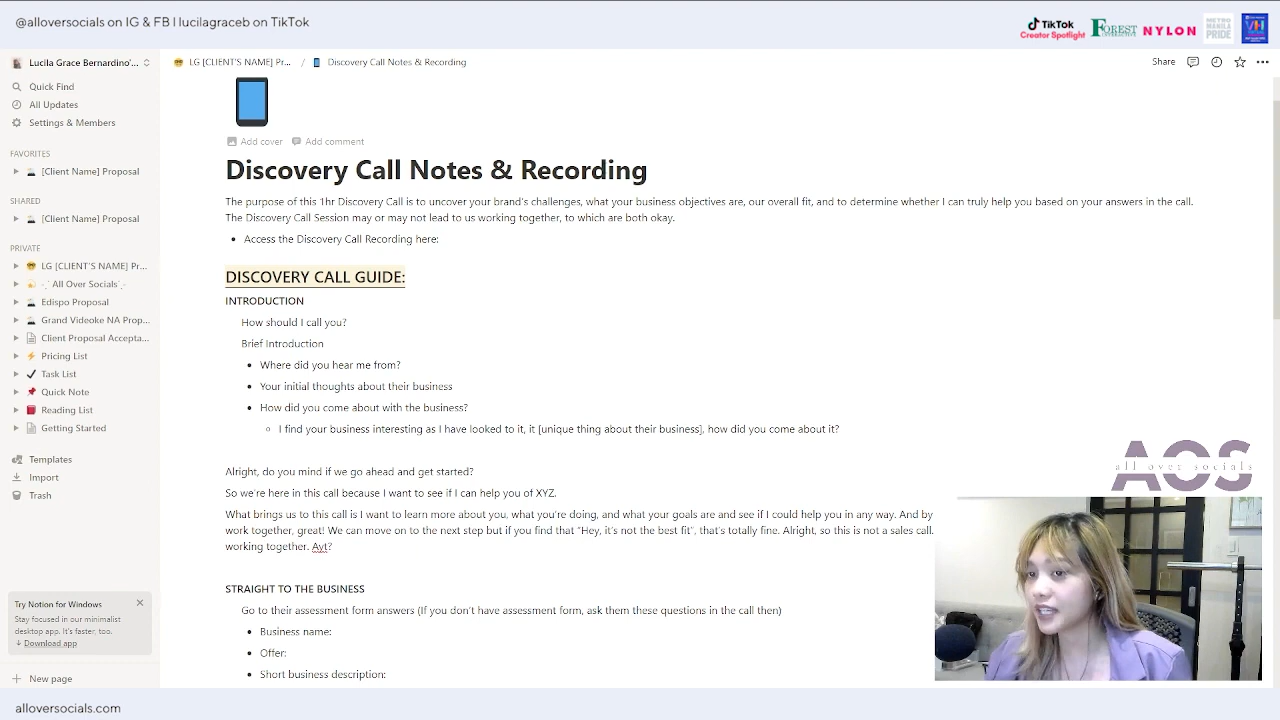 @alloversocials on IG & FB l lucilagraceb on TikTok
TikTok
Creator Spotlight
FOREST
NYLON
METRO
MANILA
PRIDE
VH
Lucila Grace Bernardino'...
LG [CLIENT'S NAME] Pr... / Discovery Call Notes & Recording
Share
Quick Find
All Updates
Settings & Members
FAVORITES
[Client Name] Proposal
SHARED
[Client Name] Proposal
PRIVATE
LG [CLIENT'S NAME] Pr...
All Over Socials
Edispo Proposal
Grand Videoke NA Prop...
Client Proposal Accepta...
Pricing List
Task List
Quick Note
Reading List
Getting Started
Templates
Import
Trash
Try Notion for Windows
Stay focused in our minimalist
desktop app. It's faster, too.
↓ Download app
New page
Add cover
Add comment
Discovery Call Notes & Recording
The purpose of this 1hr Discovery Call is to uncover your brand's challenges, what your business objectives are, our overall fit, and to determine whether I can truly help you based on your answers in the call.
The Discovery Call Session may or may not lead to us working together, to which are both okay.
• Access the Discovery Call Recording here:
DISCOVERY CALL GUIDE:
INTRODUCTION
How should I call you?
Brief Introduction
• Where did you hear me from?
• Your initial thoughts about their business
• How did you come about with the business?
◦ I find your business interesting as I have looked to it, it [unique thing about their business], how did you come about it?
Alright, do you mind if we go ahead and get started?
So we're here in this call because I want to see if I can help you of XYZ.
What brings us to this call is I want to learn more about you, what you're doing, and what your goals are and see if I could help you in any way. And by
work together, great! We can move on to the next step but if you find that "Hey, it's not the best fit", that's totally fine. Alright, so this is not a sales call.
working together. Ayt?
STRAIGHT TO THE BUSINESS
Go to their assessment form answers (If you don't have assessment form, ask them these questions in the call then)
• Business name:
• Offer:
• Short business description:
AOS
all over socials
alloversocials.com